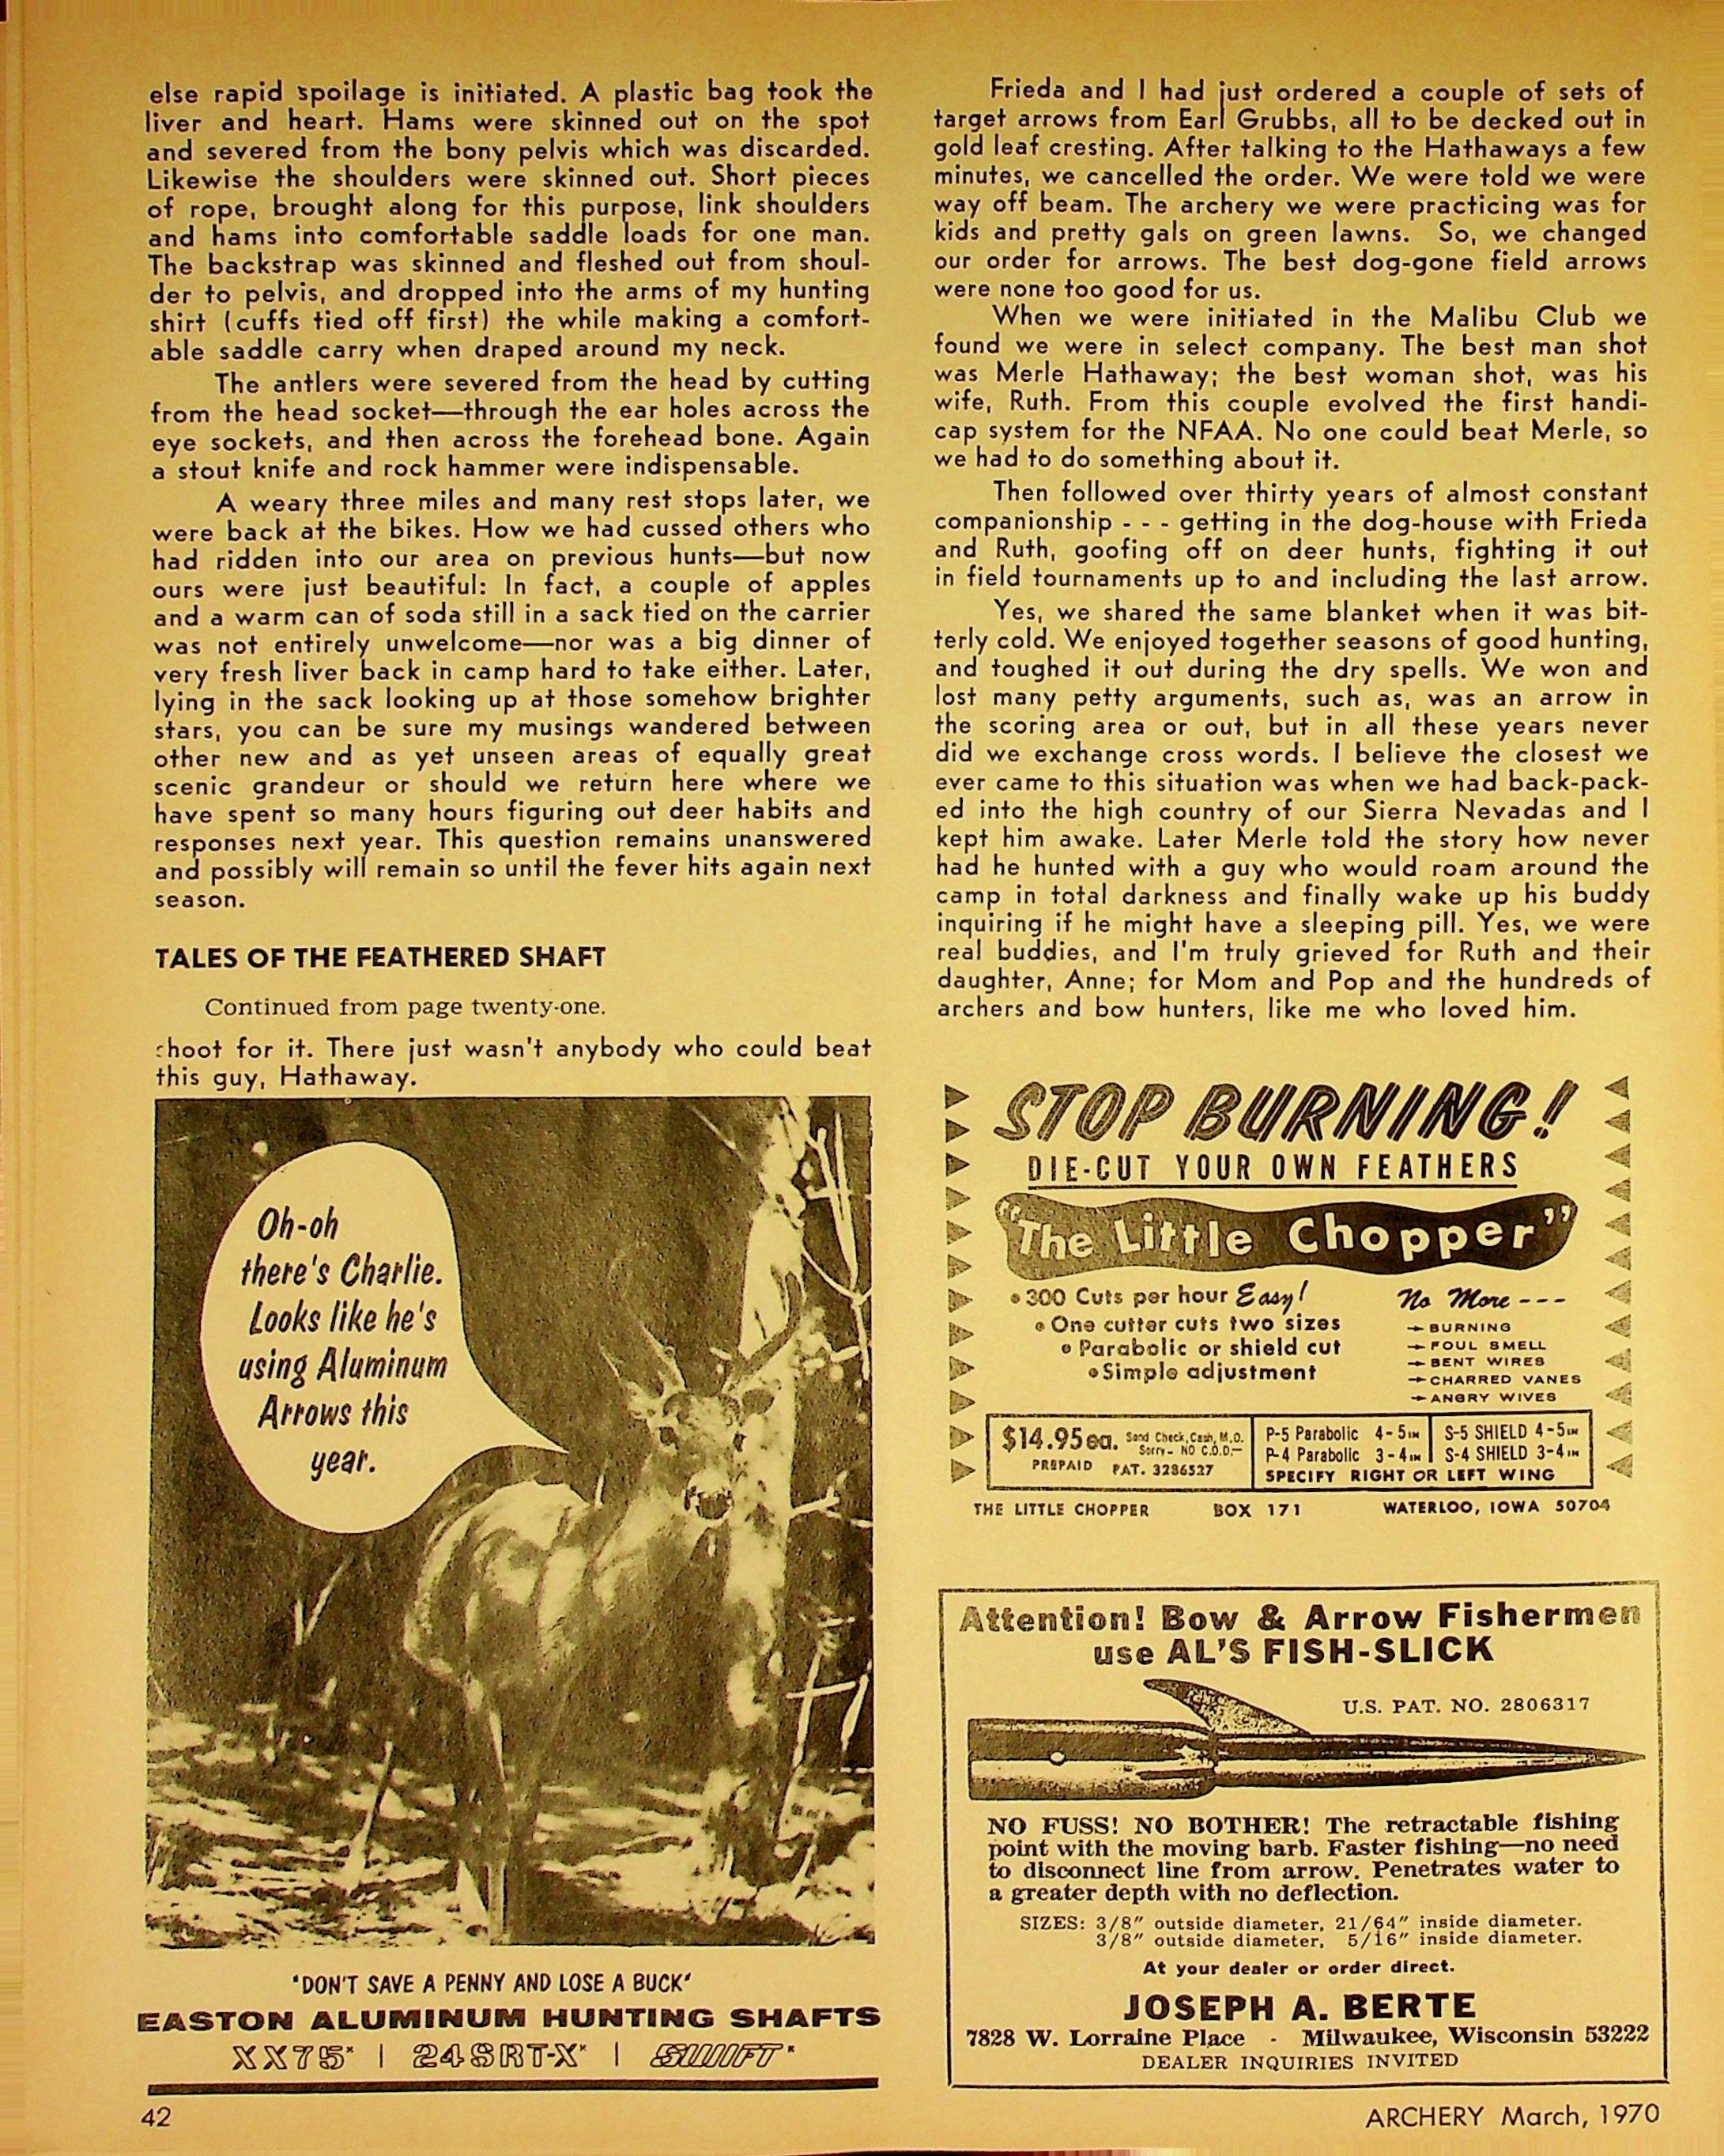 else rapid spoilage is initiated. A plastic bag took the
liver and heart. Hams were skinned out on the spot
and severed from the bony pelvis which was discarded.
Likewise the shoulders were skinned out. Short pieces
of rope, brought along for this purpose, link shoulders
and hams into comfortable saddle loads for one man.
The backstrap was skinned and fleshed out from shoul-
der to pelvis, and dropped into the arms of my hunting
shirt (cuffs tied off first) the while making a comfort-
able saddle carry when draped around my neck.
The antlers were severed from the head by cutting
from the head socket—through the ear holes across the
eye sockets, and then across the forehead bone. Again
a stout knife and rock hammer were indispensable.
A weary three miles and many rest stops later, we
were back at the bikes. How we had cussed others who
had ridden into our area on previous hunts—but now
ours were just beautiful: In fact, a couple of apples
and a warm can of soda still in a sack tied on the carrier
was not entirely unwelcome—nor was a big dinner of
very fresh liver back in camp hard to take either. Later,
lying in the sack looking up at those somehow brighter
stars, you can be sure my musings wandered between
other new and as yet unseen areas of equally great
scenic grandeur or should we return here where we
have spent so many hours figuring out deer habits and
responses next year. This question remains unanswered
and possibly will remain so until the fever hits again next
season.
TALES OF THE FEATHERED SHAFT
Continued from page twenty-one.
shoot for it. There just wasn't anybody who could beat
this guy, Hathaway.
Oh-oh
there's Charlie.
Looks like he's
using Aluminum
Arrows this
year.
"DON'T SAVE A PENNY AND LOSE A BUCK"
EASTON ALUMINUM HUNTING SHAFTS
XX75* | 24SRT-X* | SWIFT*
Frieda and I had just ordered a couple of sets of
target arrows from Earl Grubbs, all to be decked out in
gold leaf cresting. After talking to the Hathaways a few
minutes, we cancelled the order. We were told we were
way off beam. The archery we were practicing was for
kids and pretty gals on green lawns. So, we changed
our order for arrows. The best dog-gone field arrows
were none too good for us.
When we were initiated in the Malibu Club we
found we were in select company. The best man shot
was Merle Hathaway; the best woman shot, was his
wife, Ruth. From this couple evolved the first handi-
cap system for the NFAA. No one could beat Merle, so
we had to do something about it.
Then followed over thirty years of almost constant
companionship - - - getting in the dog-house with Frieda
and Ruth, goofing off on deer hunts, fighting it out
in field tournaments up to and including the last arrow.
Yes, we shared the same blanket when it was bit-
terly cold. We enjoyed together seasons of good hunting,
and toughed it out during the dry spells. We won and
lost many petty arguments, such as, was an arrow in
the scoring area or out, but in all these years never
did we exchange cross words. I believe the closest we
ever came to this situation was when we had back-pack-
ed into the high country of our Sierra Nevadas and I
kept him awake. Later Merle told the story how never
had he hunted with a guy who would roam around the
camp in total darkness and finally wake up his buddy
inquiring if he might have a sleeping pill. Yes, we were
real buddies, and I'm truly grieved for Ruth and their
daughter, Anne; for Mom and Pop and the hundreds of
archers and bow hunters, like me who loved him.
STOP BURNING!
DIE-CUT YOUR OWN FEATHERS
"The Little Chopper"
• 300 Cuts per hour Easy!
• One cutter cuts two sizes
• Parabolic or shield cut
• Simple adjustment
No More ---
→ BURNING
→ FOUL SMELL
→ BENT WIRES
→ CHARRED VANES
→ ANGRY WIVES
$14.95 ea. Send Check, Cash, M.O.
Sorry - NO C.O.D.—
PREPAID PAT. 3286527
P-5 Parabolic 4-5 IN
P-4 Parabolic 3-4 IN
S-5 SHIELD 4-5 IN
S-4 SHIELD 3-4 IN
SPECIFY RIGHT OR LEFT WING
THE LITTLE CHOPPER BOX 171 WATERLOO, IOWA 50704
Attention! Bow & Arrow Fishermen
use AL'S FISH-SLICK
U.S. PAT. NO. 2806317
NO FUSS! NO BOTHER! The retractable fishing
point with the moving barb. Faster fishing—no need
to disconnect line from arrow. Penetrates water to
a greater depth with no deflection.
SIZES: 3/8" outside diameter, 21/64" inside diameter.
3/8" outside diameter, 5/16" inside diameter.
At your dealer or order direct.
JOSEPH A. BERTE
7828 W. Lorraine Place - Milwaukee, Wisconsin 53222
DEALER INQUIRIES INVITED
42
ARCHERY March, 1970